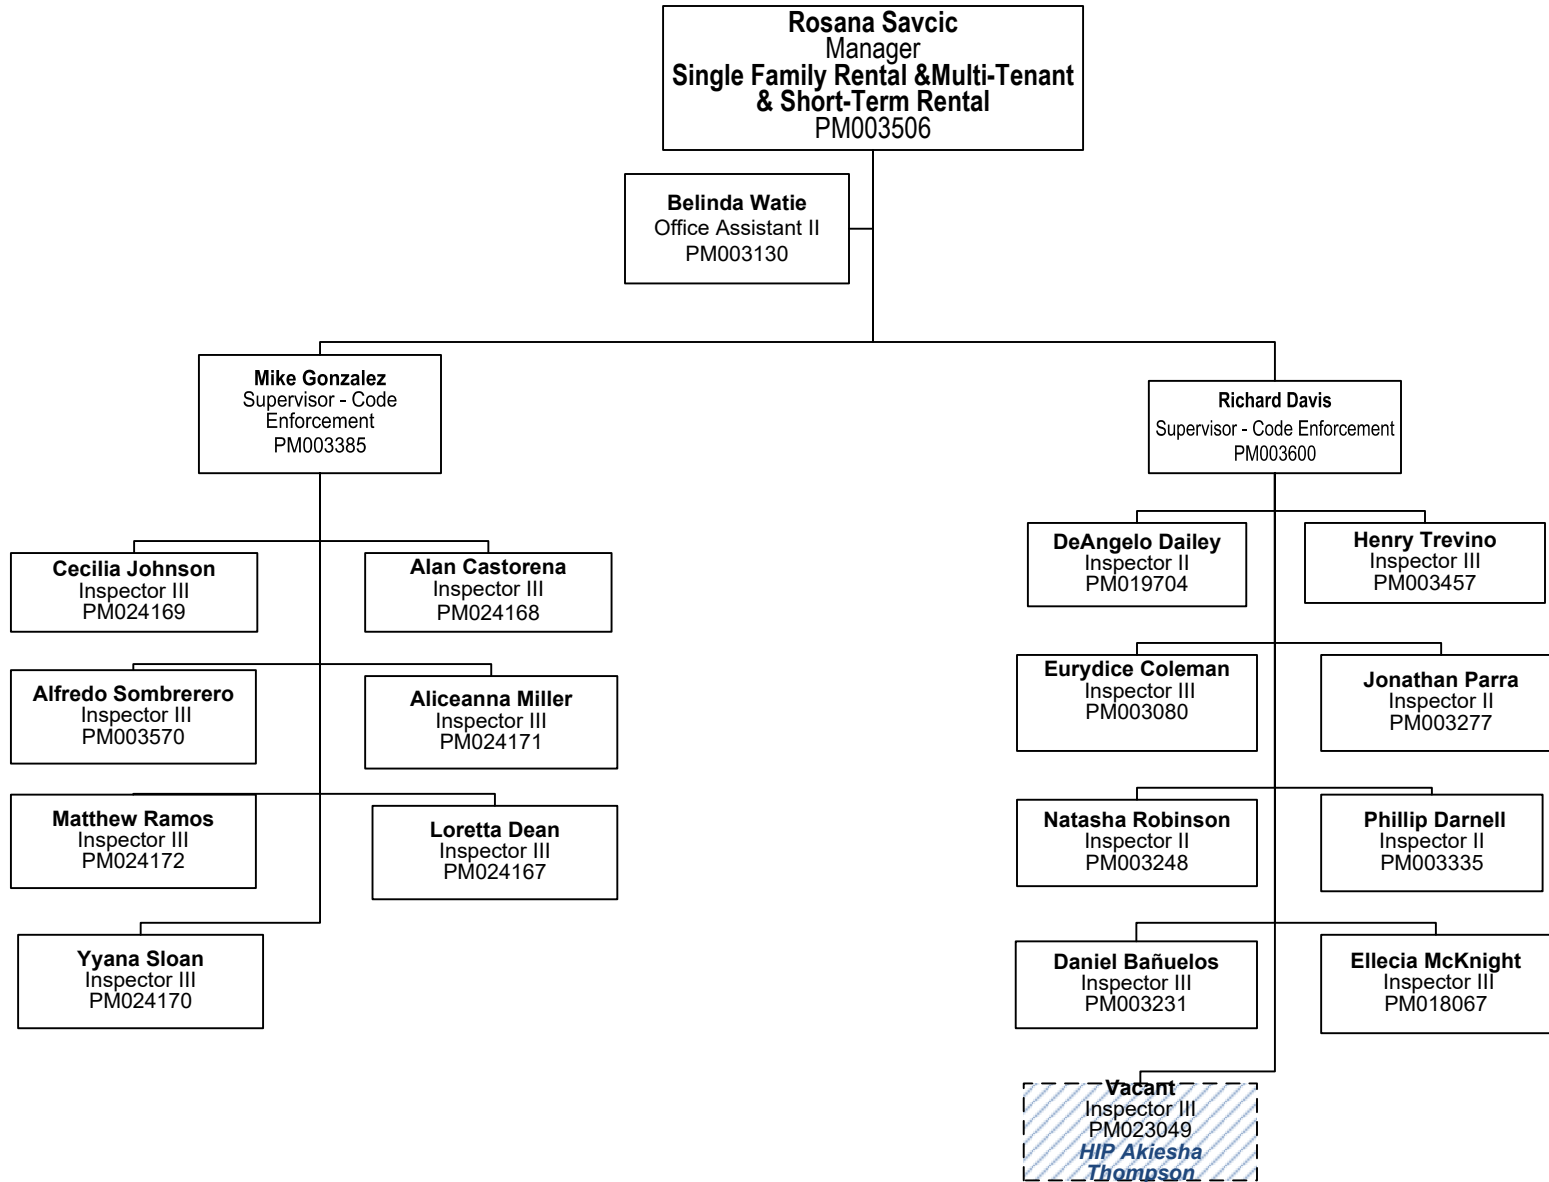 Rosana Savcic
Manager
Single Family Rental &Multi-Tenant
& Short-Term Rental
PM003506
Belinda Watie
Office Assistant II
PM003130
Mike Gonzalez
Supervisor - Code
Enforcement
PM003385
Richard Davis
Supervisor - Code Enforcement
PM003600
Cecilia Johnson
Inspector III
PM024169
Alan Castorena
Inspector III
PM024168
DeAngelo Dailey
Inspector II
PM019704
Henry Trevino
Inspector III
PM003457
Alfredo Sombrerero
Inspector III
PM003570
Aliceanna Miller
Inspector III
PM024171
Eurydice Coleman
Inspector III
PM003080
Jonathan Parra
Inspector II
PM003277
Matthew Ramos
Inspector III
PM024172
Loretta Dean
Inspector III
PM024167
Natasha Robinson
Inspector II
PM003248
Phillip Darnell
Inspector II
PM003335
Yyana Sloan
Inspector III
PM024170
Daniel Bañuelos
Inspector III
PM003231
Ellecia McKnight
Inspector III
PM018067
Vacant
Inspector III
PM023049
HIP Akiesha
Thompson